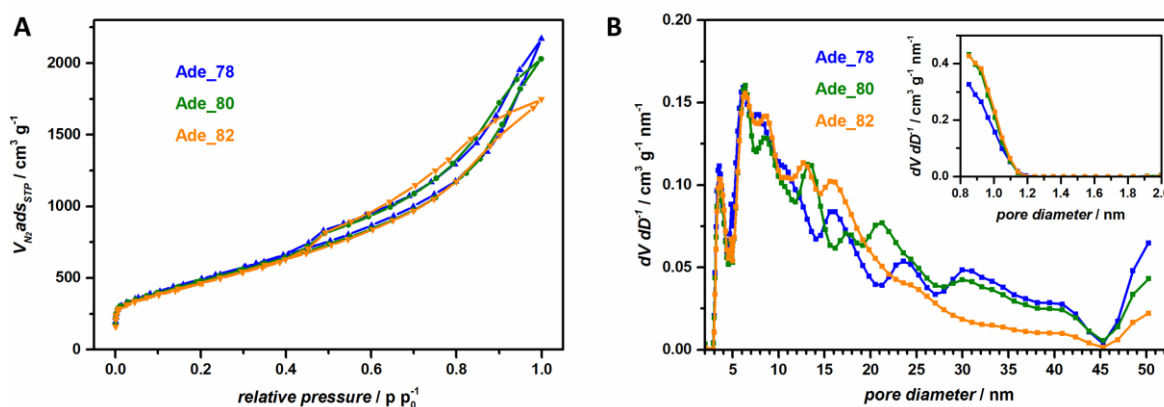 A
Ade_78
Ade_80
Ade_82
2000
1500
1000
500
0
0.0 0.2 0.4 0.6 0.8 1.0
V_N2 ads_STP / cm³ g⁻¹
relative pressure / p p₀⁻¹
B
Ade_78
Ade_80
Ade_82
0.20
0.15
0.10
0.05
0.00
5 10 15 20 25 30 35 40 45 50
dV dD⁻¹ / cm³ g⁻¹ nm⁻¹
pore diameter / nm
0.4
0.2
0.0
0.8 1.0 1.2 1.4 1.6 1.8 2.0
dV dD⁻¹ / cm³ g⁻¹ nm⁻¹
pore diameter / nm